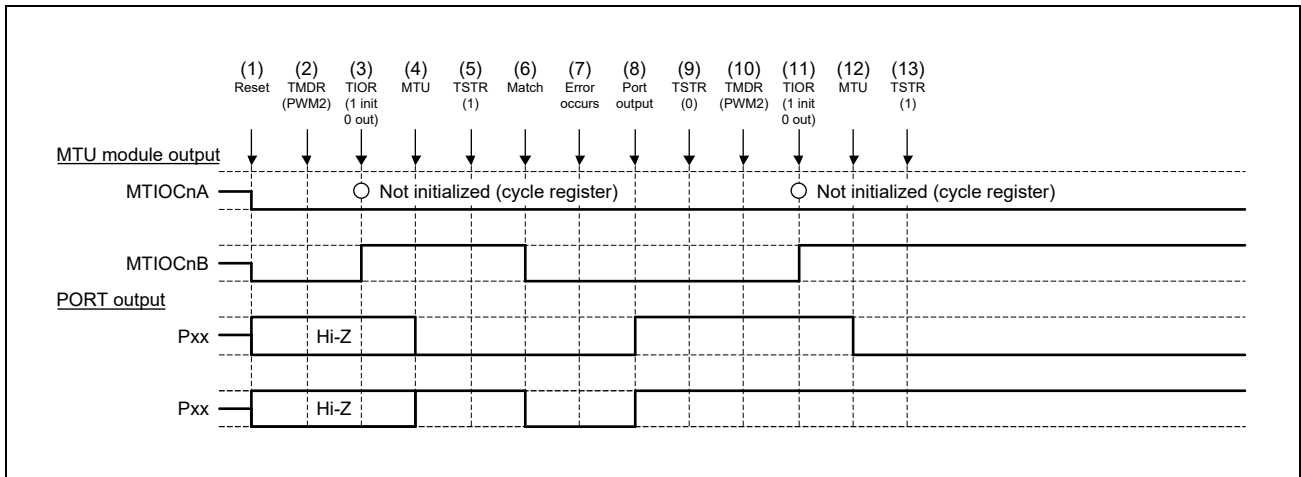 (1) (2) (3) (4) (5) (6) (7) (8) (9) (10) (11) (12) (13)
Reset TMDR TIOR MTU TSTR Match Error Port TSTR TMDR TIOR MTU TSTR
(PWM2) (1 init (1) occurs output (0) (PWM2) (1 init (1)
0 out) 0 out)
MTU module output
MTIOCnA Not initialized (cycle register) Not initialized (cycle register)
MTIOCnB
PORT output
Pxx Hi-Z
Pxx Hi-Z